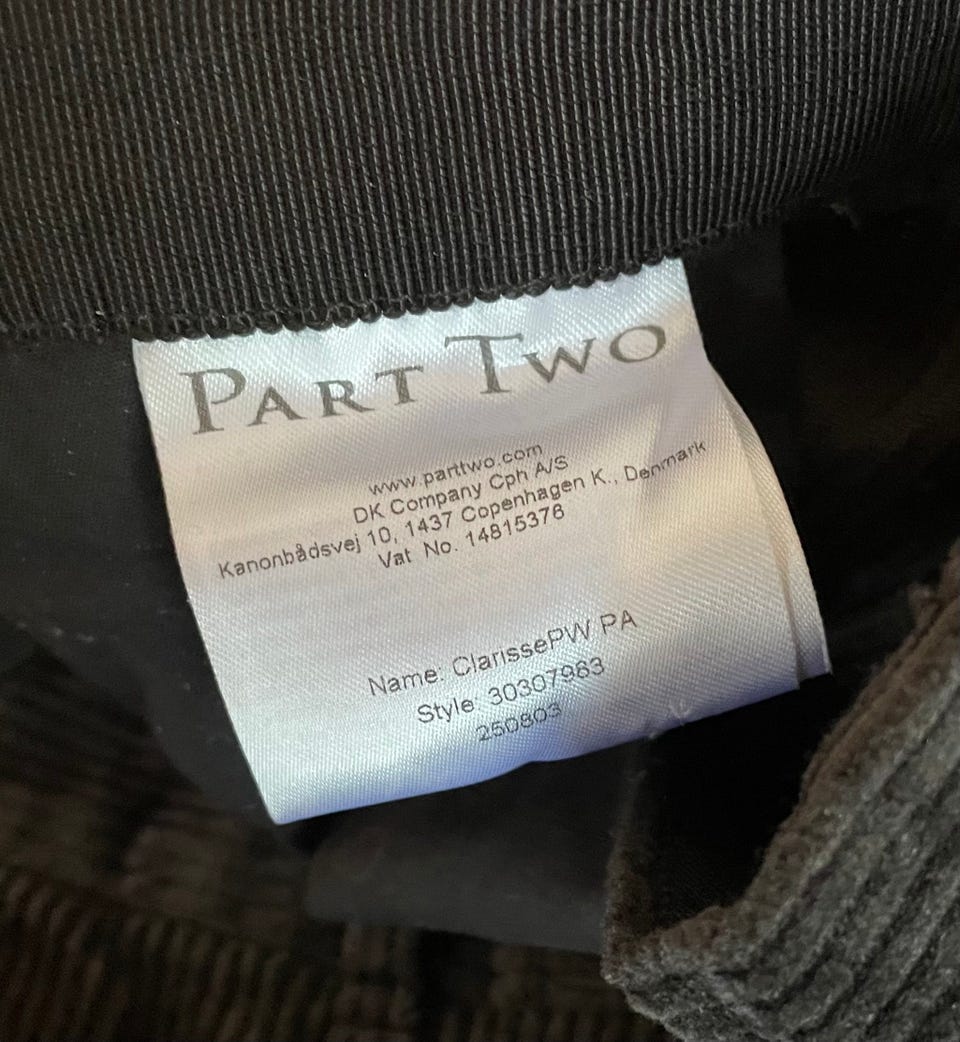 PART TWO
www.parttwo.com
DK Company Cph A/S
Kanonbådsvej 10, 1437 Copenhagen K., Denmark
Vat No. 14815378
Name: ClarissePW PA
Style 30307983
250803